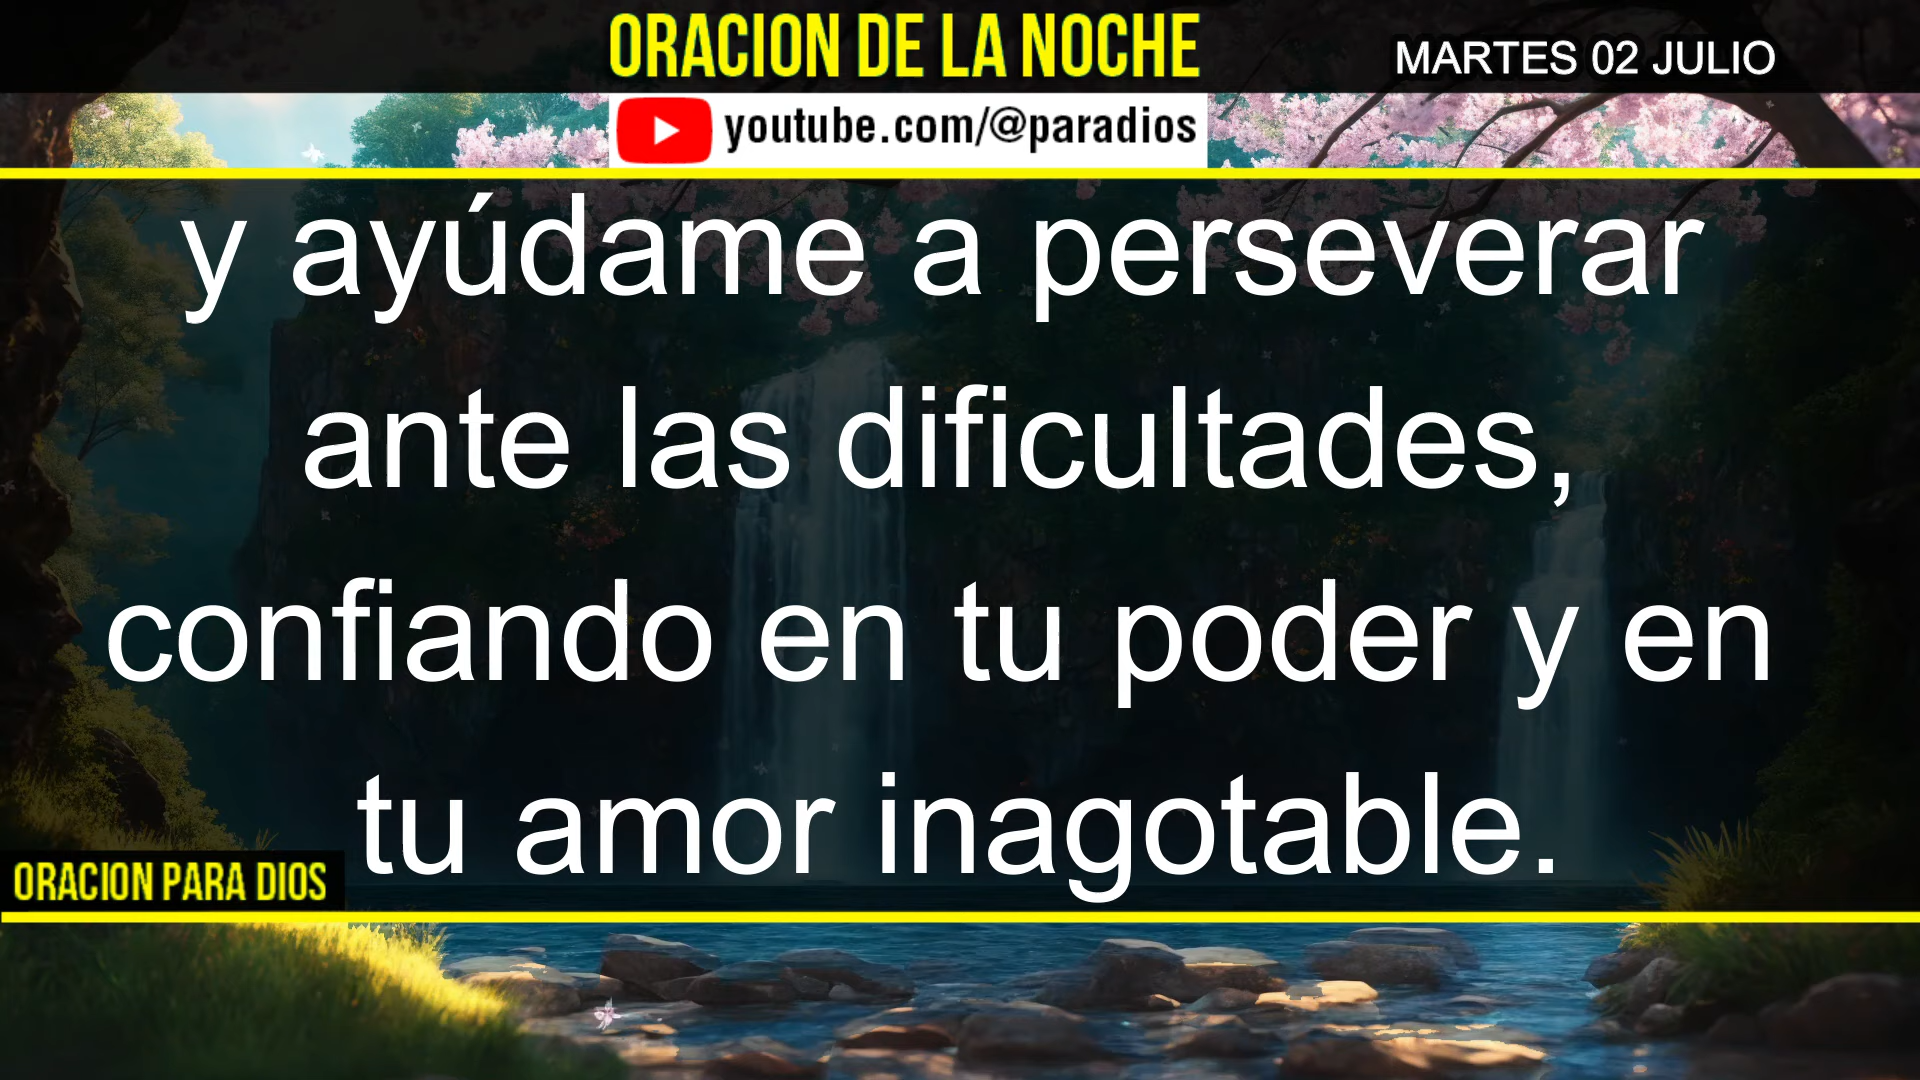 ORACION DE LA NOCHE
MARTES 02 JULIO
youtube.com/@paradios
y ayúdame a perseverar
ante las dificultades,
confiando en tu poder y en
tu amor inagotable.
ORACION PARA DIOS